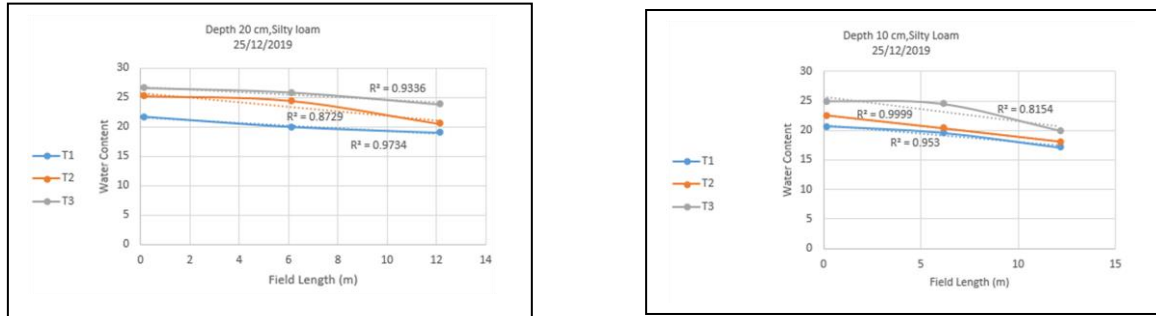 Depth 20 cm,Silty loam
25/12/2019
30
25
20
15
10
5
0
Water Content
R² = 0.9336
R² = 0.8729
R² = 0.9734
T1
T2
T3
0 2 4 6 8 10 12 14
Field Length (m)
Depth 10 cm,Silty Loam
25/12/2019
30
25
20
15
10
5
0
Water Content
R² = 0.8154
R² = 0.9999
R² = 0.953
T1
T2
T3
0 5 10 15
Field Length (m)